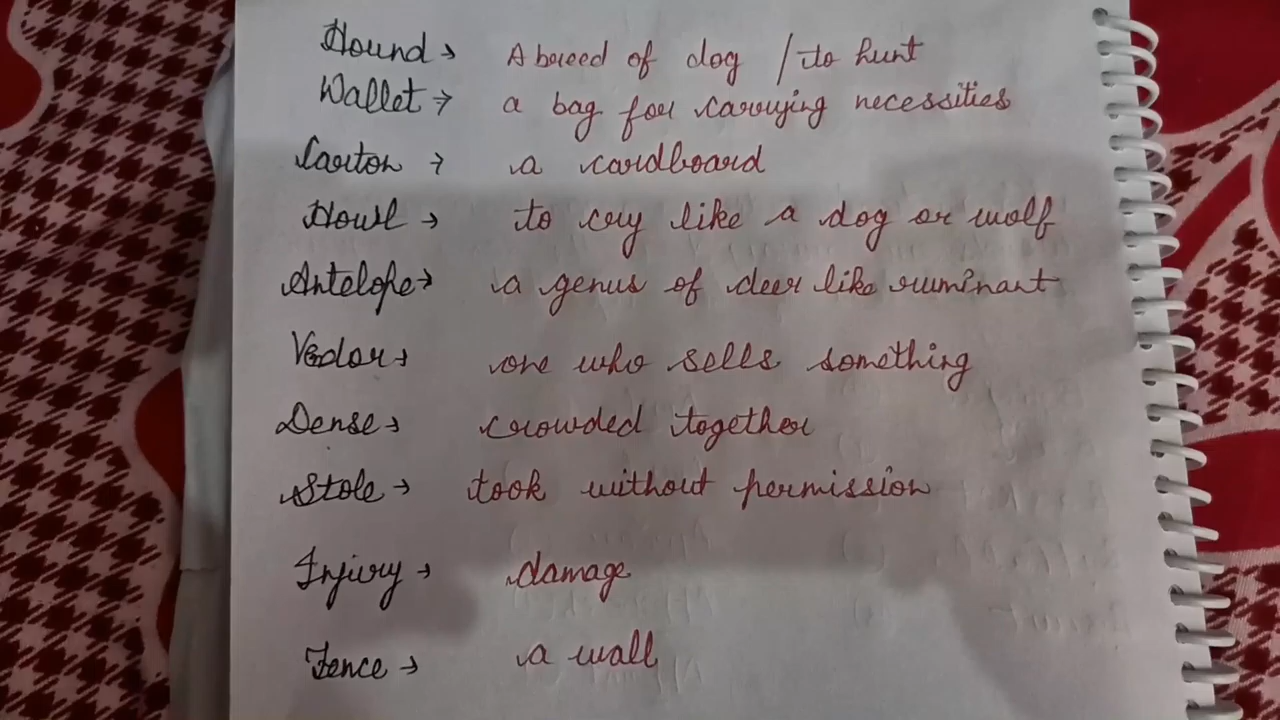 Hound → A breed of dog / to hunt
Wallet → a bag for carrying necessities
Carton → a cardboard
Howl → to cry like a dog or wolf
Antelope → a genus of deer like ruminant
Vedor → one who sells something
Dense → crowded together
Stole → took without permission
Injury → damage
Fence → a wall